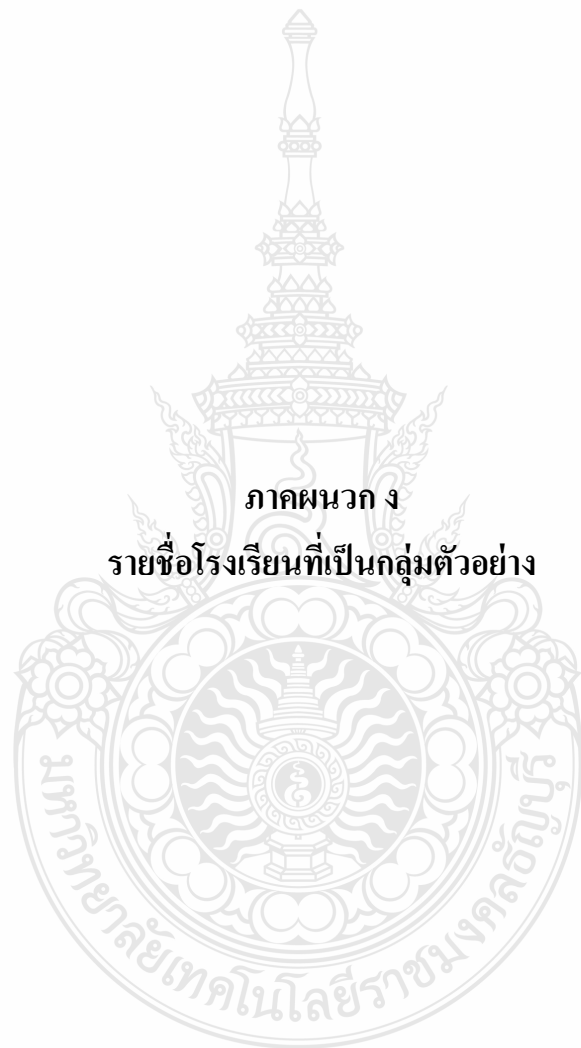 ภาคผนวก ง
รายชื่อโรงเรียนที่เป็นกลุ่มตัวอย่าง
มหาวิทยาลัยเทคโนโลยีราชมงคลธัญบุรี